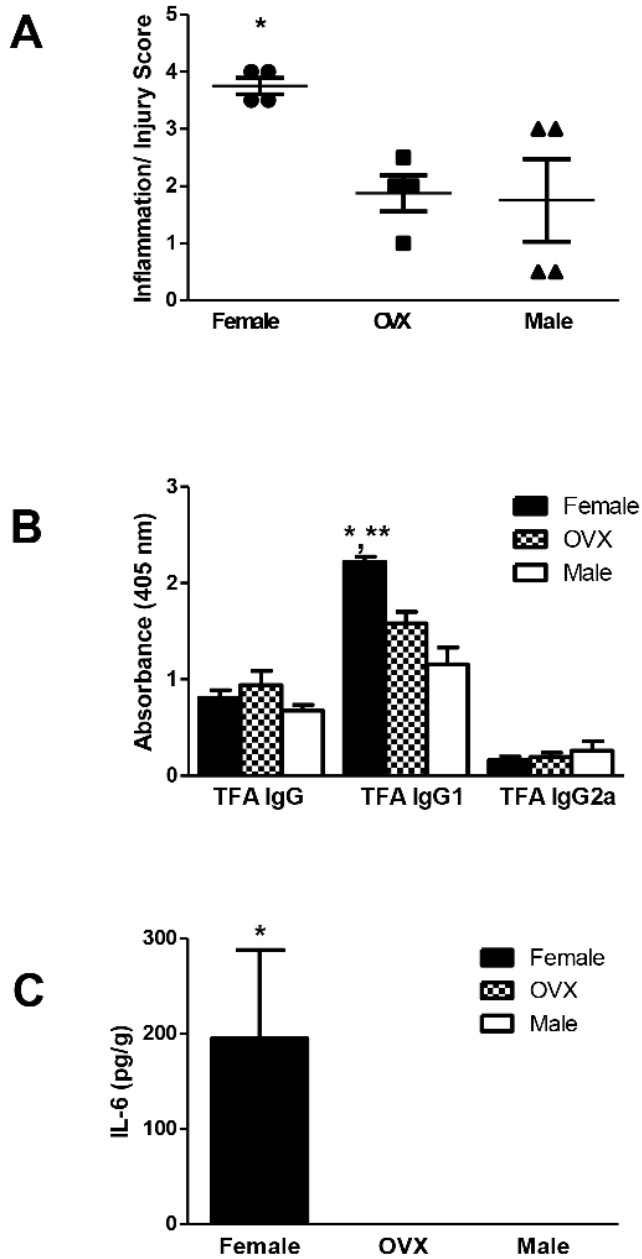 A
Inflammation/ Injury Score
5
4
3
2
1
0
*
Female OVX Male
B
Absorbance (405 nm)
3
2
1
0
*,**
Female
OVX
Male
TFA IgG TFA IgG1 TFA IgG2a
C
IL-6 (pg/g)
300
200
100
0
*
Female
OVX
Male
Female OVX Male